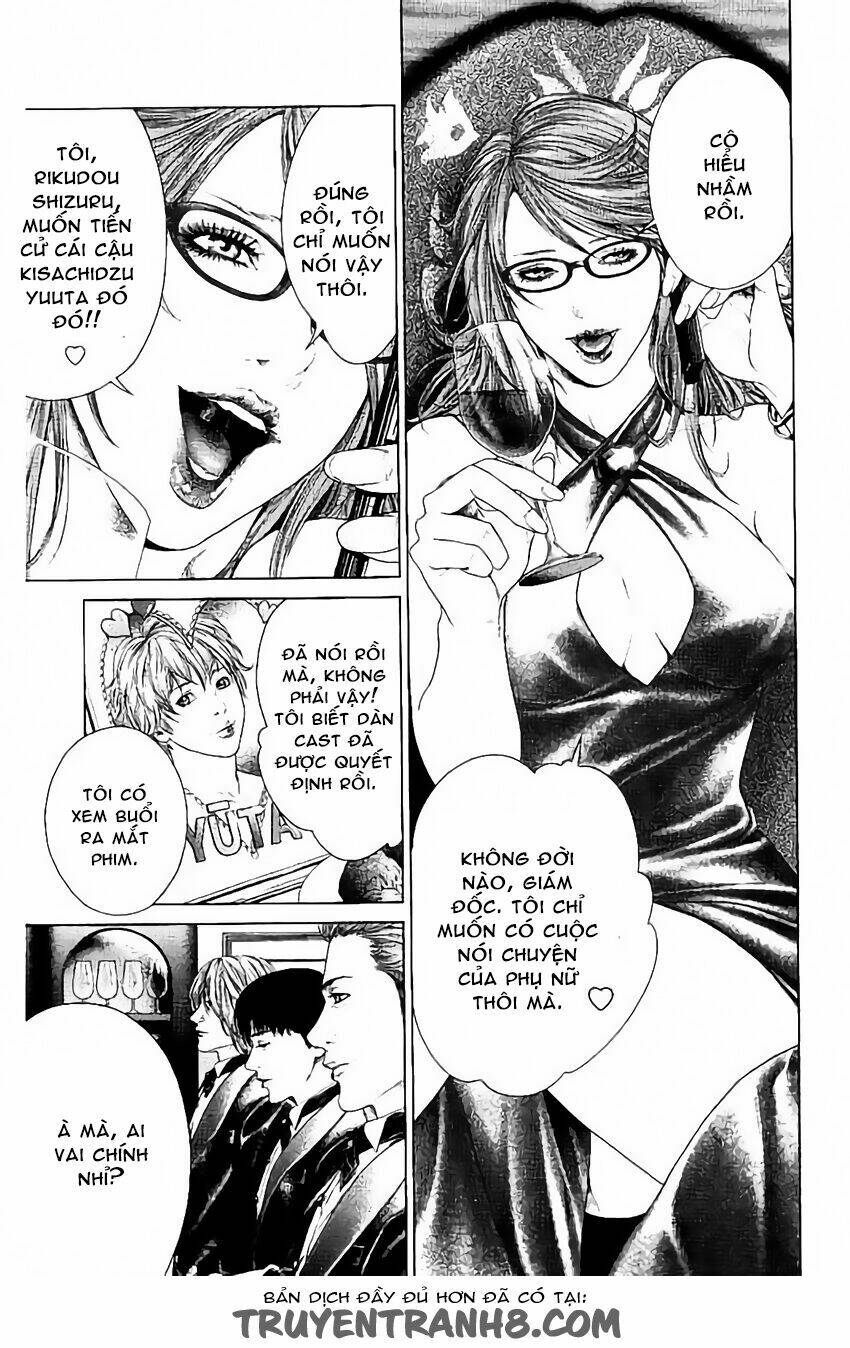 CÔ
HIỂU
NHẦM
RỒI.
KHÔNG ĐỜI
NÀO, GIÁM
ĐỐC. TÔI CHỈ
MUỐN CÓ CUỘC
NÓI CHUYỆN
CỦA PHỤ NỮ
THÔI MÀ.
♡
ĐÚNG
RỒI, TÔI
CHỈ MUỐN
NÓI VẬY
THÔI.
TÔI,
RIKUDOU
SHIZURU,
MUỐN TIẾN
CỬ CÁI CẬU
KISACHIDZU
YUUTA ĐÓ
ĐÓ!!
♡
ĐÃ NÓI RỒI
MÀ, KHÔNG
PHẢI VẬY!
TÔI BIẾT DÀN
CAST ĐÃ
ĐƯỢC QUYẾT
ĐỊNH RỒI.
TÔI CÓ
XEM BUỔI
RA MẮT
PHIM.
YŪTA
À MÀ, AI
VAI CHÍNH
NHỈ?
BẢN DỊCH ĐẦY ĐỦ HƠN ĐÃ CÓ TẠI:
TRUYENTRANH8.COM